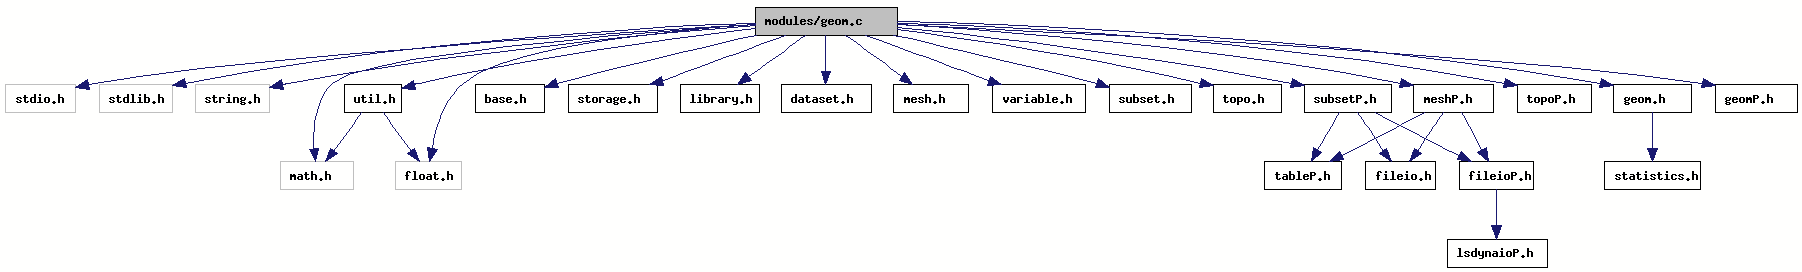 modules/geom.c
stdio.h
stdlib.h
string.h
util.h
base.h
storage.h
library.h
dataset.h
mesh.h
variable.h
subset.h
topo.h
subsetP.h
meshP.h
topoP.h
geom.h
geomP.h
math.h
float.h
tableP.h
fileio.h
fileioP.h
statistics.h
lsdynaioP.h